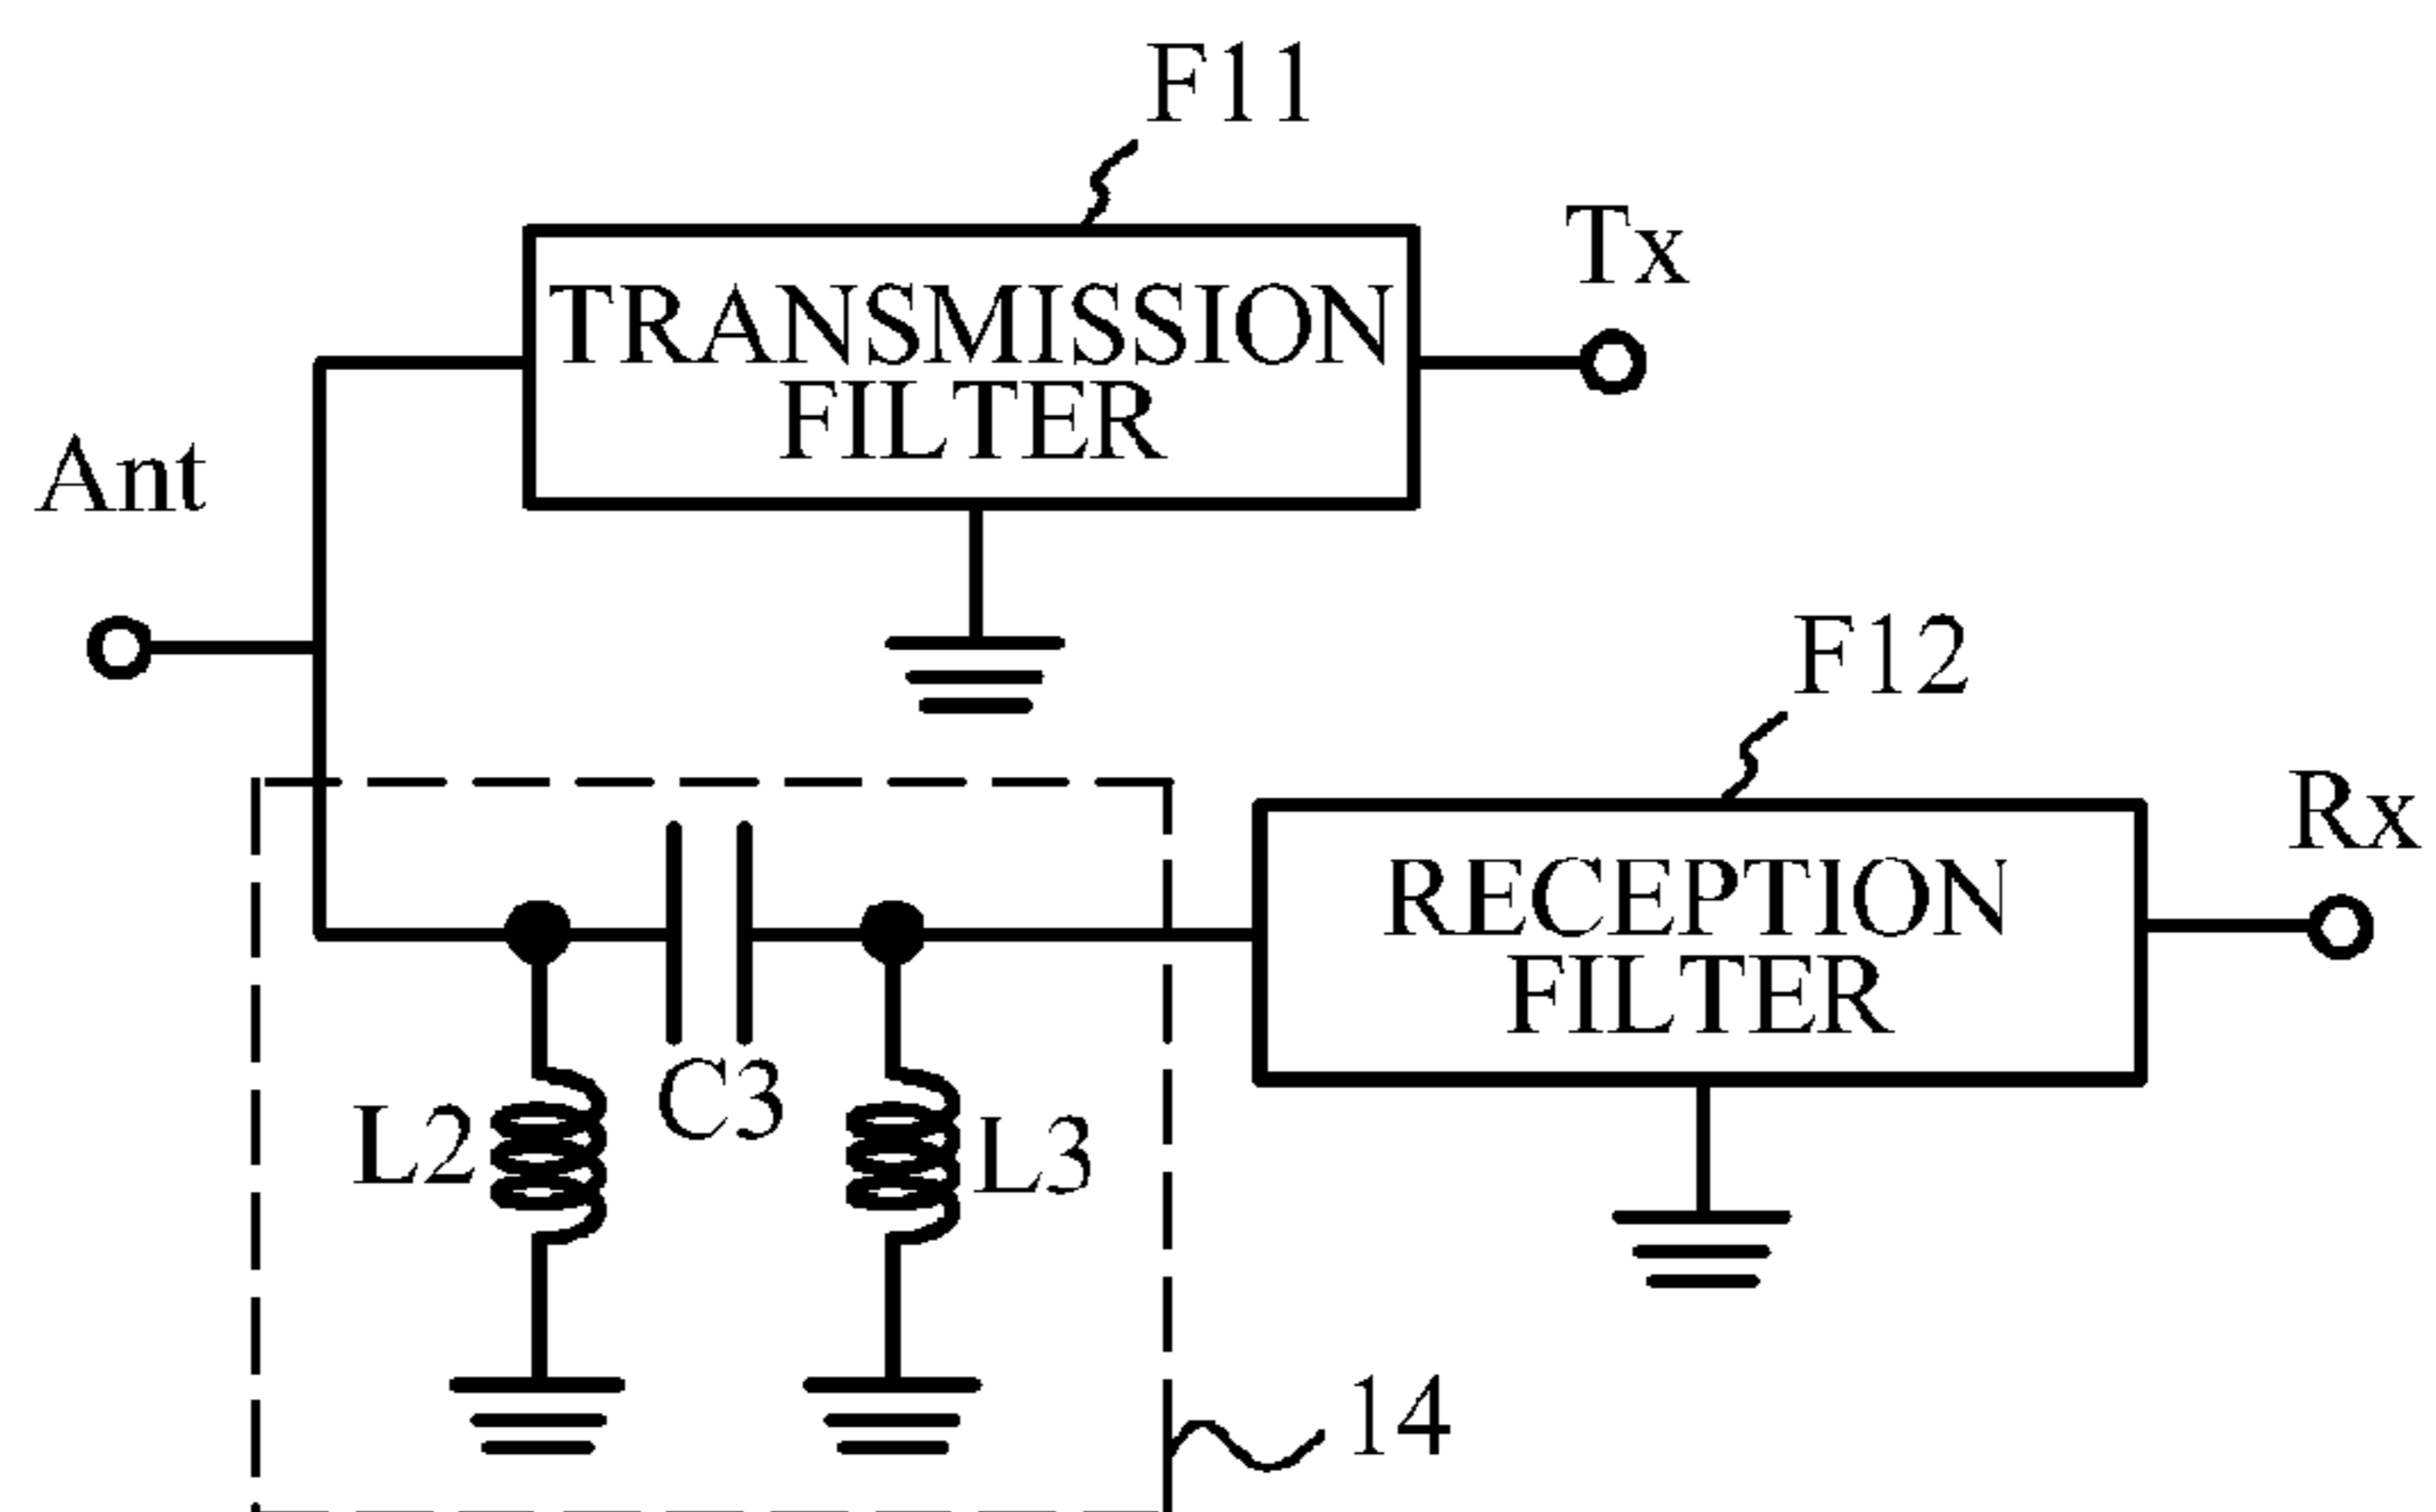 F11
Tx
TRANSMISSION
FILTER
Ant
F12
Rx
RECEPTION
FILTER
C3
L2
L3
14